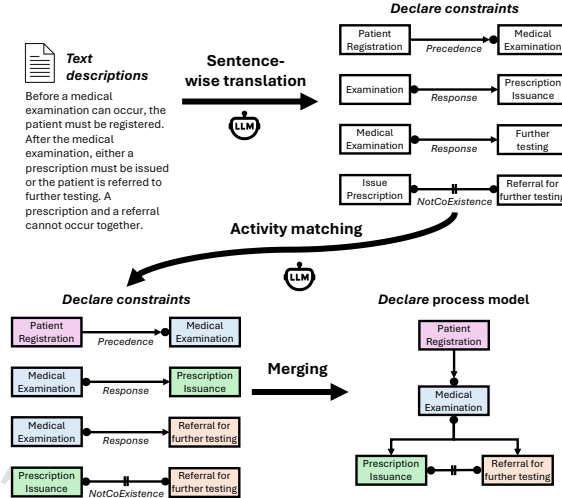 Text
descriptions
Before a medical
examination can occur, the
patient must be registered.
After the medical
examination, either a
prescription must be issued
or the patient is referred to
further testing. A
prescription and a referral
cannot occur together.
Sentence-
wise translation
LLM
Declare constraints
Patient
Registration
Precedence
Medical
Examination
Examination
Response
Prescription
Issuance
Medical
Examination
Response
Further
testing
Issue
Prescription
NotCoExistence
Referral for
further testing
Activity matching
LLM
Declare constraints
Patient
Registration
Precedence
Medical
Examination
Medical
Examination
Response
Prescription
Issuance
Medical
Examination
Response
Referral for
further testing
Prescription
Issuance
NotCoExistence
Referral for
further testing
Merging
Declare process model
Patient
Registration
Medical
Examination
Prescription
Issuance
Referral for
further testing